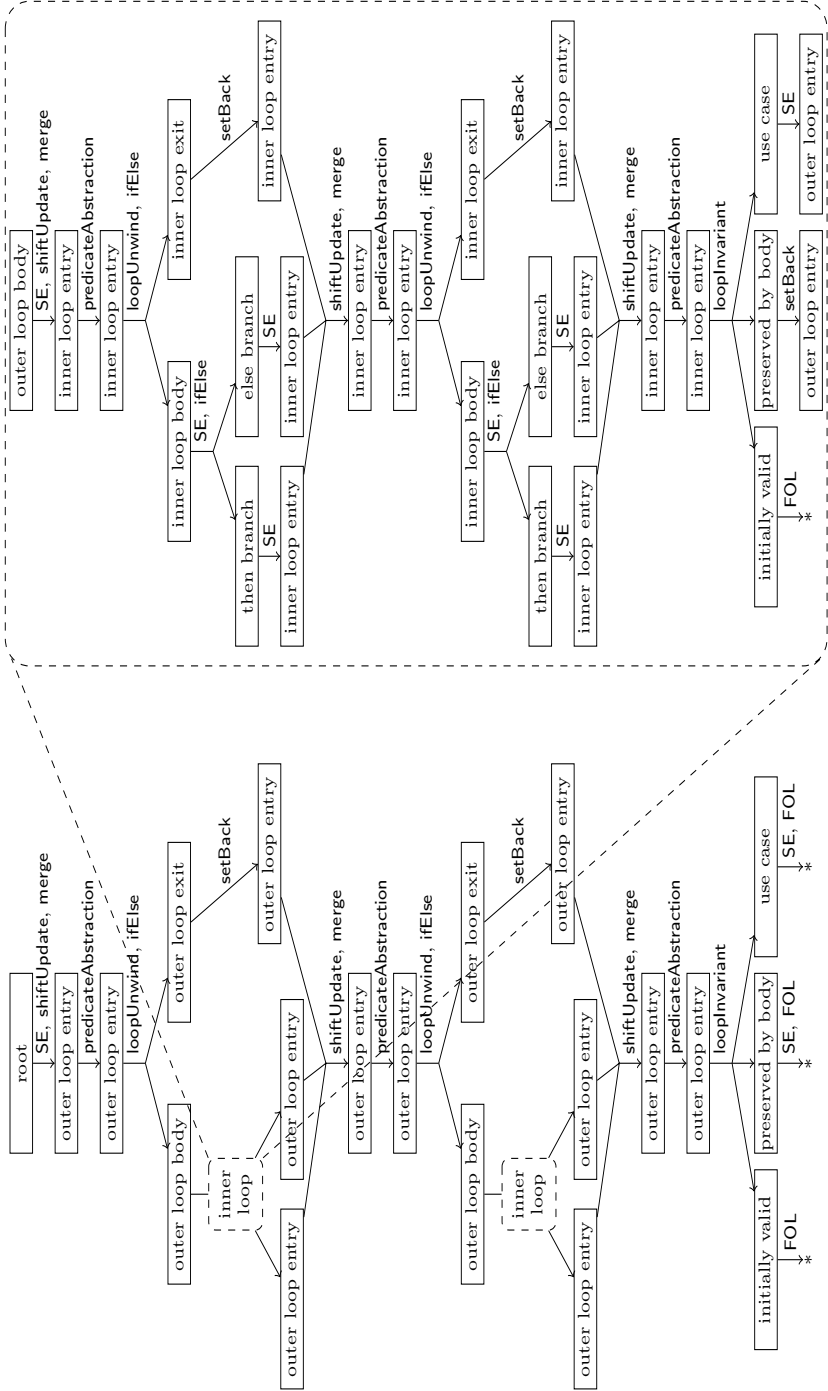 root
SE, shiftUpdate, merge
outer loop entry
predicateAbstraction
outer loop entry
loopUnwind, ifElse
outer loop body
outer loop exit
inner
loop
setBack
outer loop entry
outer loop entry
outer loop entry
shiftUpdate, merge
outer loop entry
predicateAbstraction
outer loop entry
loopUnwind, ifElse
outer loop body
outer loop exit
inner
loop
setBack
outer loop entry
outer loop entry
outer loop entry
shiftUpdate, merge
outer loop entry
predicateAbstraction
outer loop entry
loopInvariant
initially valid
preserved by body
use case
FOL
SE, FOL
SE, FOL
*
*
*
outer loop body
SE, shiftUpdate, merge
inner loop entry
predicateAbstraction
inner loop entry
loopUnwind, ifElse
inner loop body
inner loop exit
SE, ifElse
setBack
then branch
else branch
inner loop entry
SE
SE
inner loop entry
inner loop entry
shiftUpdate, merge
inner loop entry
predicateAbstraction
inner loop entry
loopUnwind, ifElse
inner loop body
inner loop exit
SE, ifElse
setBack
then branch
else branch
inner loop entry
SE
SE
inner loop entry
inner loop entry
shiftUpdate, merge
inner loop entry
predicateAbstraction
inner loop entry
loopInvariant
initially valid
preserved by body
use case
FOL
setBack
SE
*
outer loop entry
outer loop entry